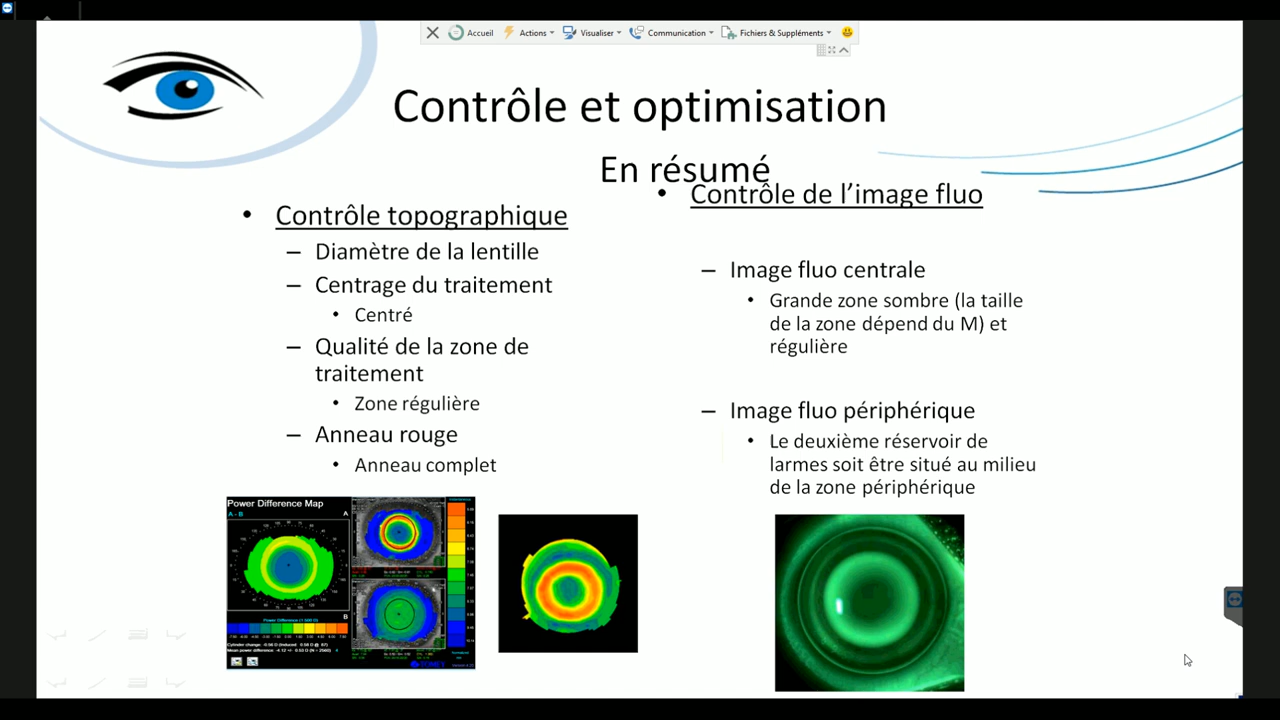 Accueil
Actions
Visualiser
Communication
Fichiers & Suppléments
Contrôle et optimisation
En résumé
• Contrôle topographique
– Diamètre de la lentille
– Centrage du traitement
• Centré
– Qualité de la zone de
traitement
• Zone régulière
– Anneau rouge
• Anneau complet
• Contrôle de l’image fluo
– Image fluo centrale
• Grande zone sombre (la taille
de la zone dépend du M) et
régulière
– Image fluo périphérique
• Le deuxième réservoir de
larmes soit être situé au milieu
de la zone périphérique
Power Difference Map
A - B
A
B